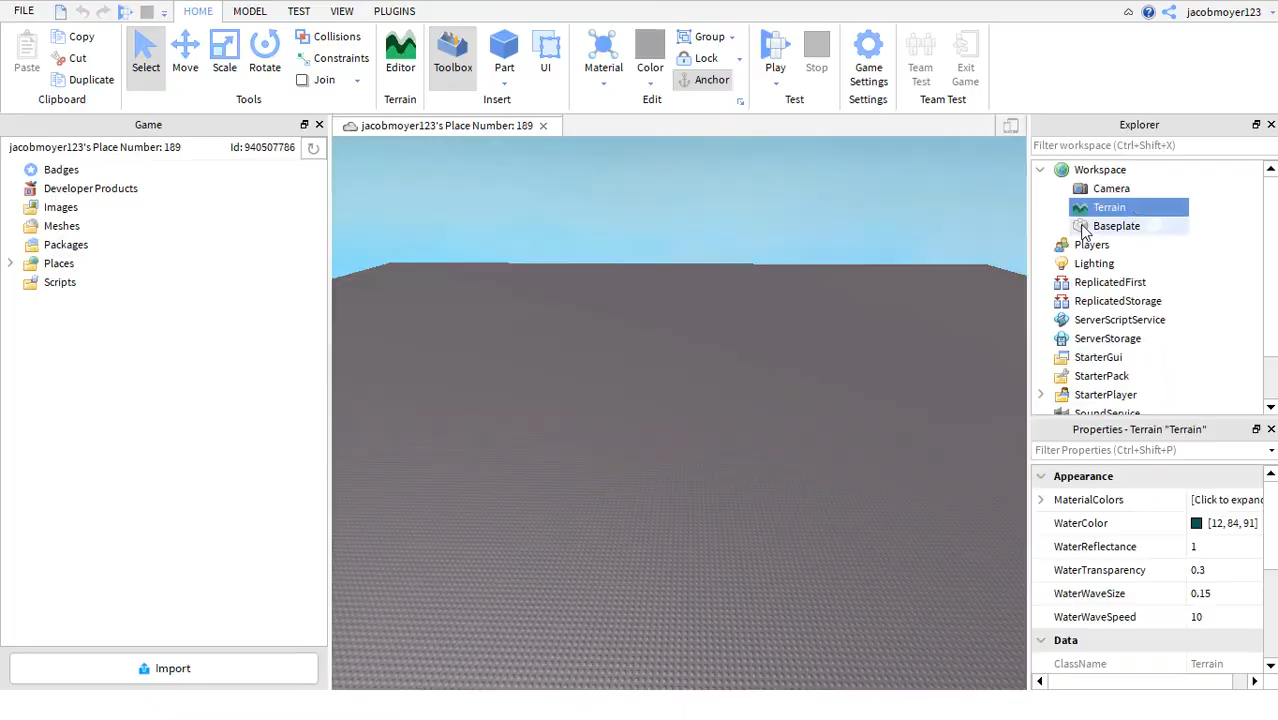 FILE HOME MODEL TEST VIEW PLUGINS jacobmoyer123
Paste Copy Cut Duplicate Select Move Scale Rotate Collisions Constraints Join Editor Toolbox Part UI Material Color Group Lock Anchor Play Stop Game Settings Team Test Exit Game
Clipboard Tools Terrain Insert Edit Test Settings Team Test
Game
jacobmoyer123's Place Number: 189 Id: 940507786
Badges
Developer Products
Images
Meshes
Packages
Places
Scripts
Import
jacobmoyer123's Place Number: 189
Explorer
Filter workspace (Ctrl+Shift+X)
Workspace
Camera
Terrain
Baseplate
Players
Lighting
ReplicatedFirst
ReplicatedStorage
ServerScriptService
ServerStorage
StarterGui
StarterPack
StarterPlayer
SoundService
Properties - Terrain "Terrain"
Filter Properties (Ctrl+Shift+P)
Appearance
MaterialColors [Click to expand
WaterColor [12, 84, 91]
WaterReflectance 1
WaterTransparency 0.3
WaterWaveSize 0.15
WaterWaveSpeed 10
Data
ClassName Terrain